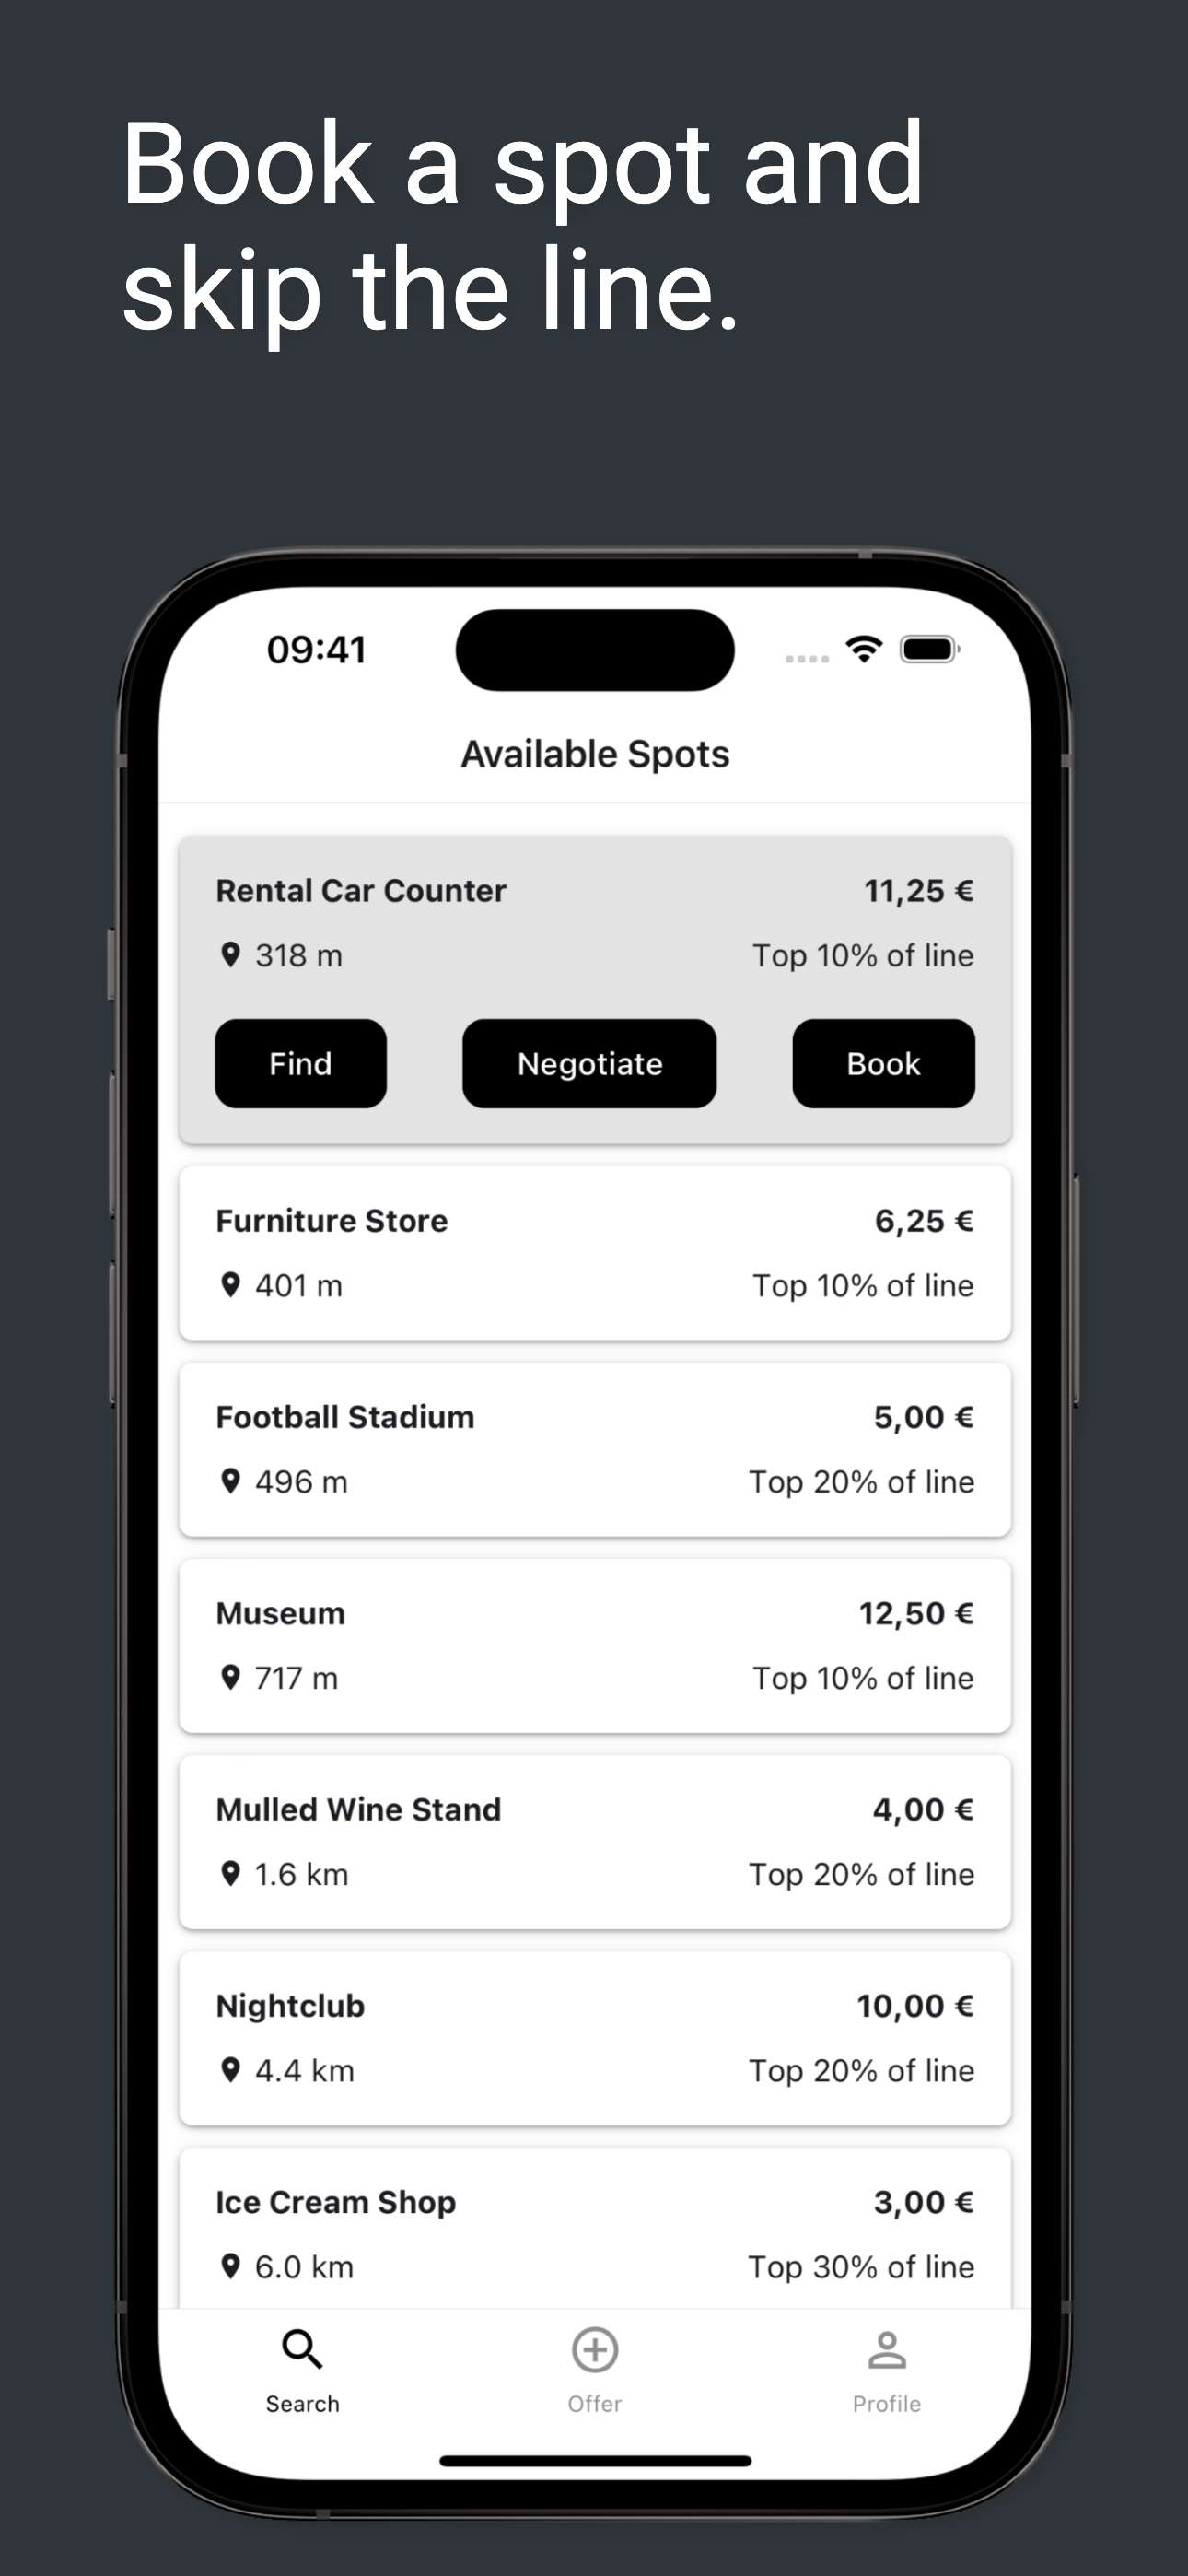 Book a spot and
skip the line.
09:41
Available Spots
Rental Car Counter 11,25 €
318 m Top 10% of line
Find Negotiate Book
Furniture Store 6,25 €
401 m Top 10% of line
Football Stadium 5,00 €
496 m Top 20% of line
Museum 12,50 €
717 m Top 10% of line
Mulled Wine Stand 4,00 €
1.6 km Top 20% of line
Nightclub 10,00 €
4.4 km Top 20% of line
Ice Cream Shop 3,00 €
6.0 km Top 30% of line
Search Offer Profile